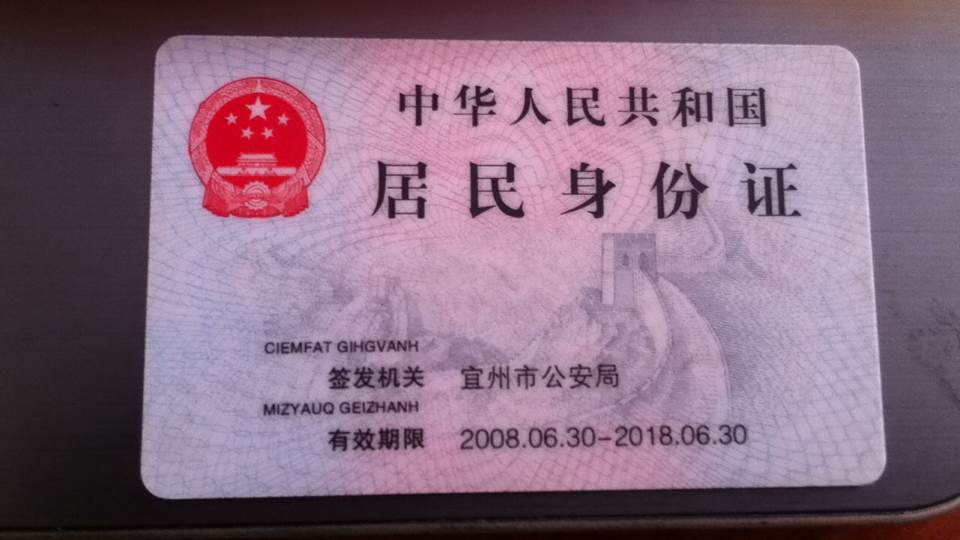 中华人民共和国
居民身份证
CIEMFAT GIHGVANH
签发机关 宜州市公安局
MIZYAUQ GEIZHANH
有效期限 2008.06.30-2018.06.30